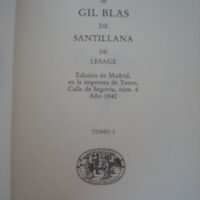 GIL BLAS
DE
SANTILLANA
DE
LESAGE
Edición de Madrid,
en la imprenta de Yenes,
Calle de Segovia, núm. 6
Año 1840
TOMO I